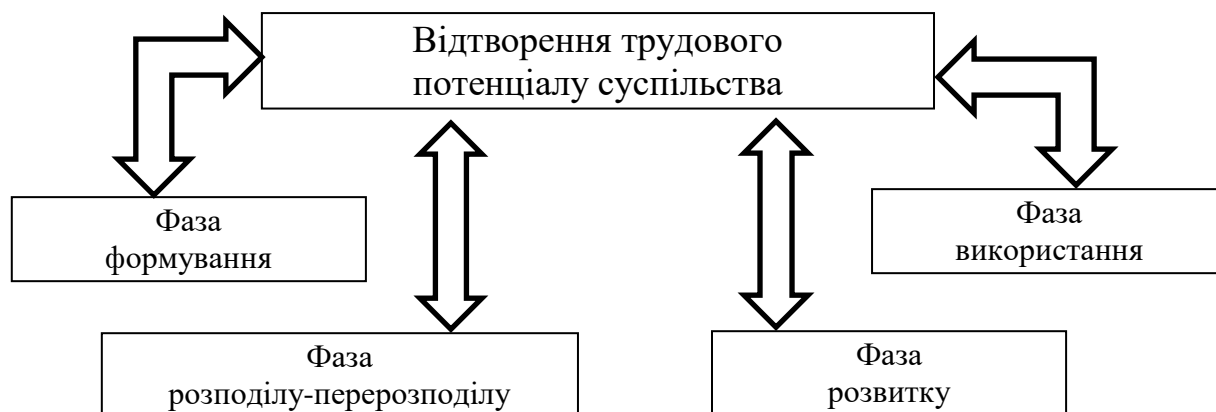 Відтворення трудового
потенціалу суспільства
Фаза
формування
Фаза
використання
Фаза
розподілу-перерозподілу
Фаза
розвитку